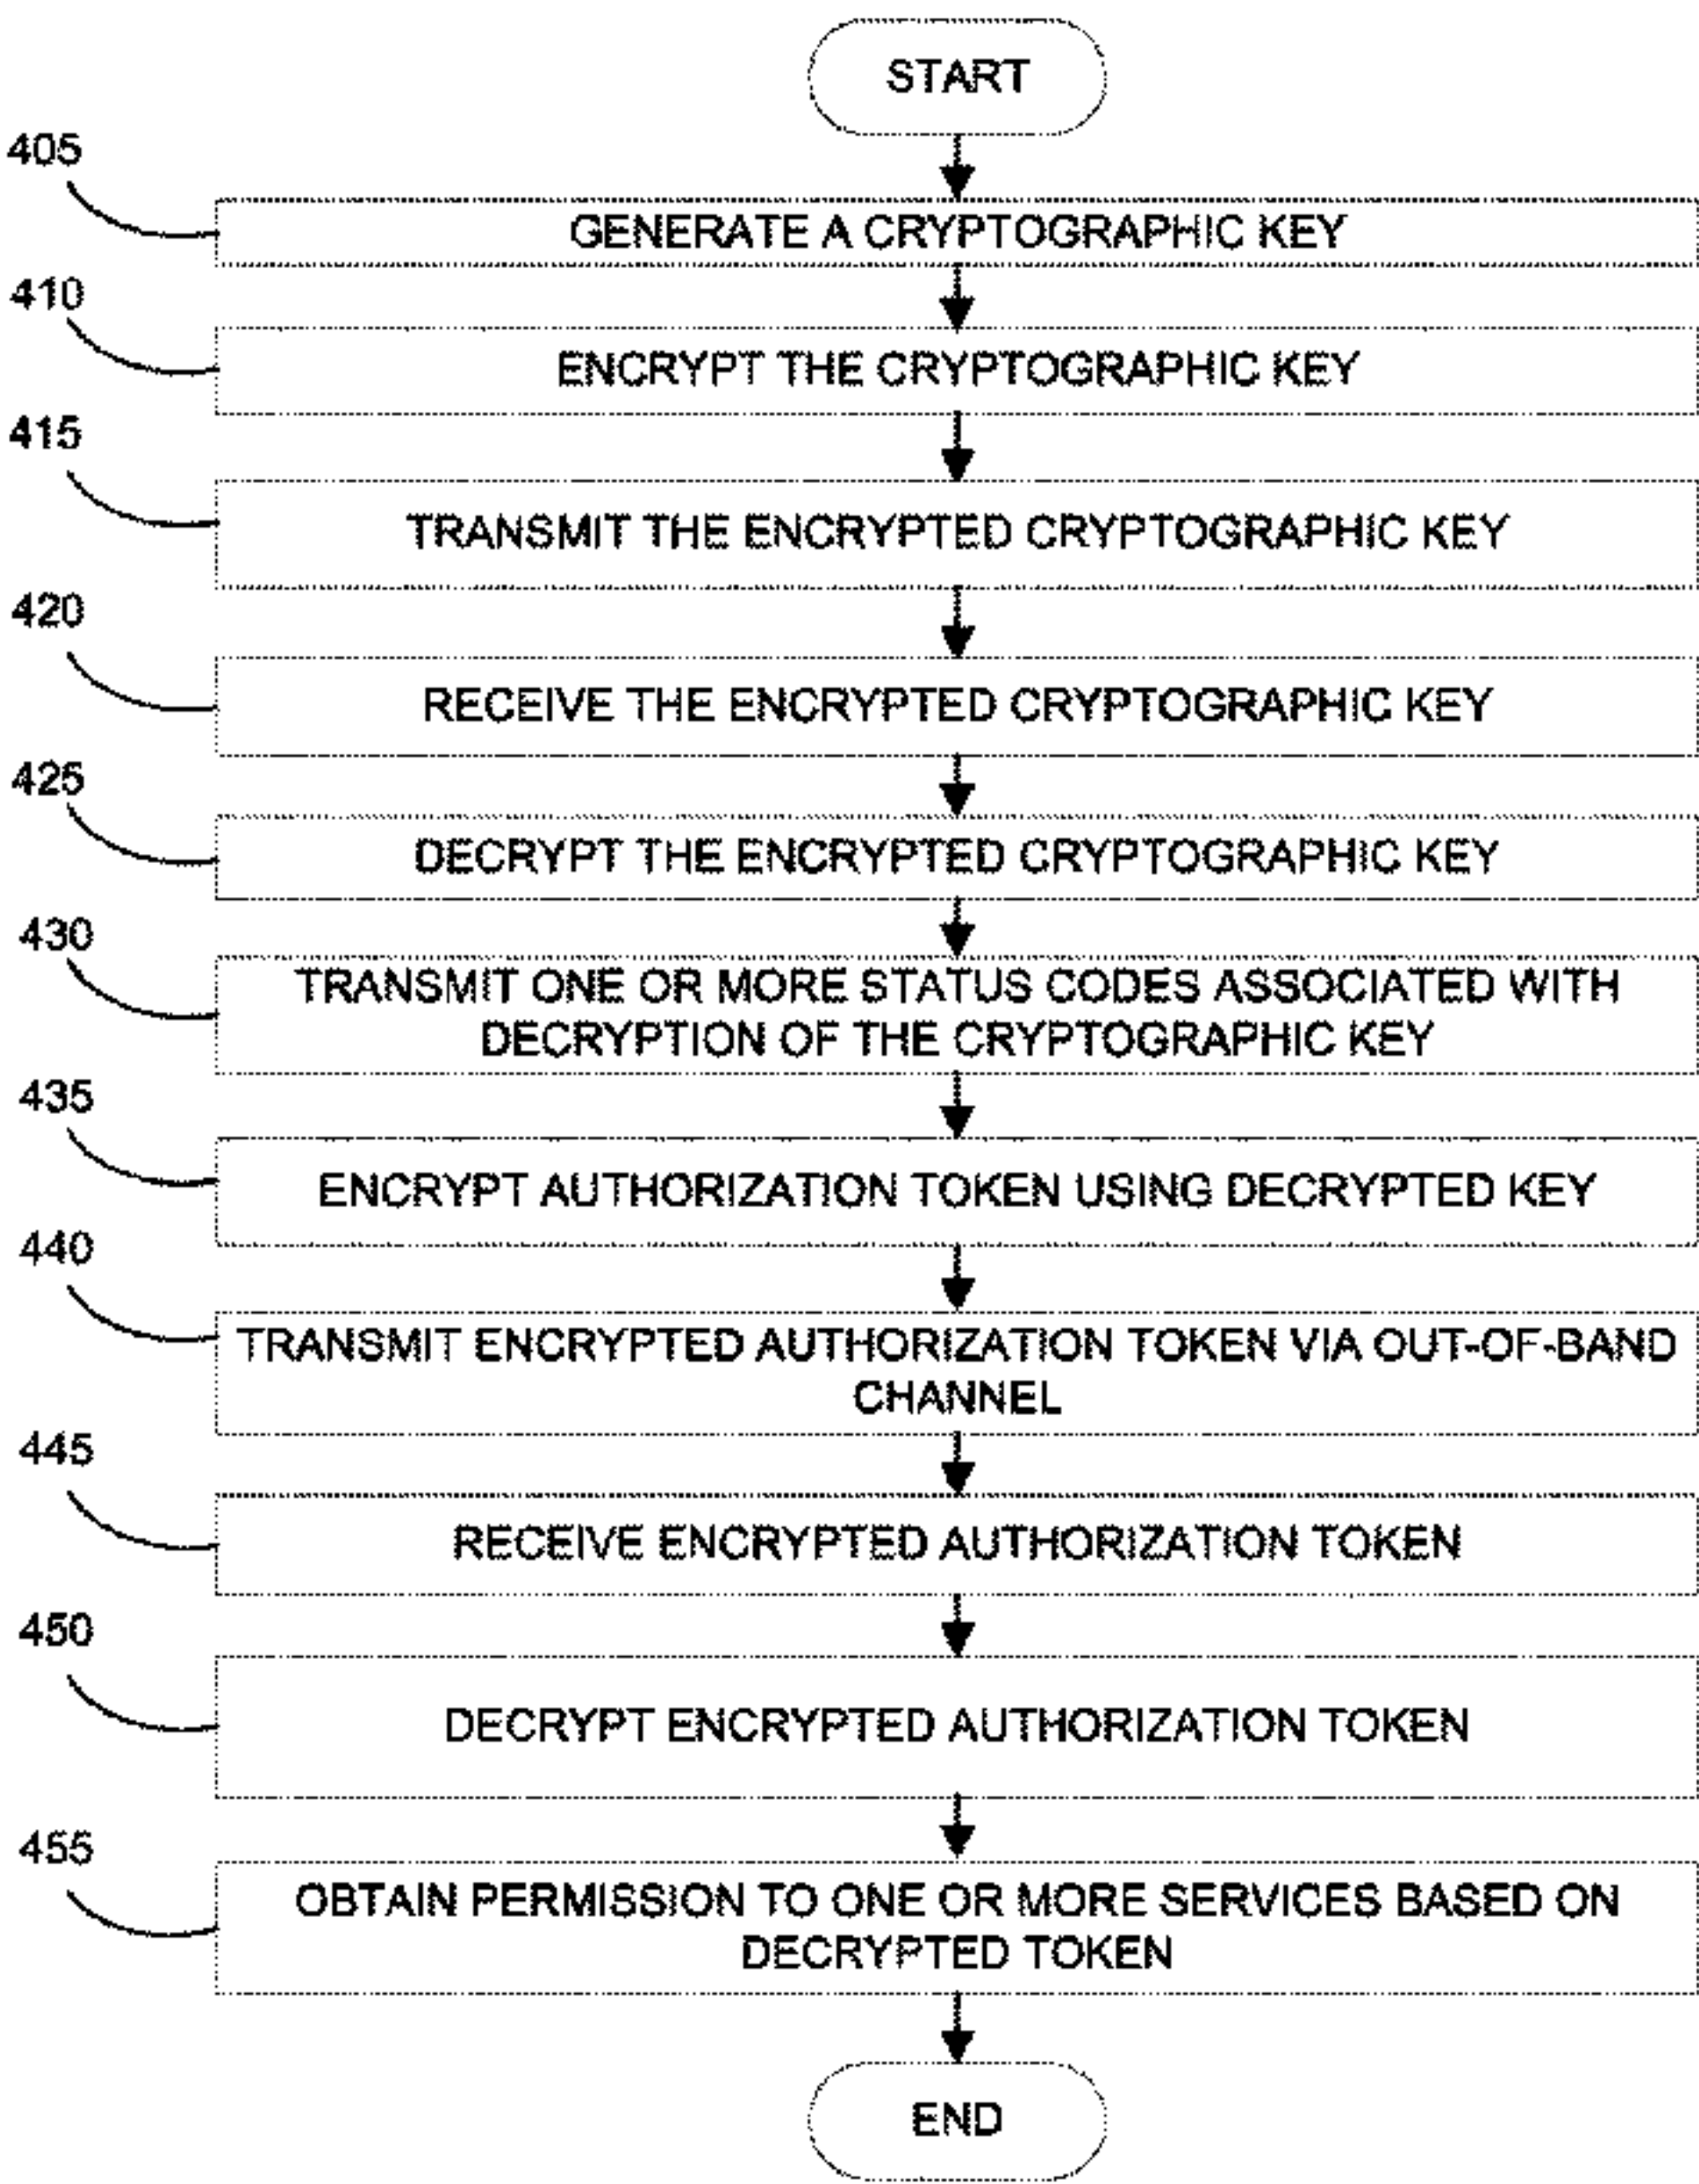 START
405
GENERATE A CRYPTOGRAPHIC KEY
410
ENCRYPT THE CRYPTOGRAPHIC KEY
415
TRANSMIT THE ENCRYPTED CRYPTOGRAPHIC KEY
420
RECEIVE THE ENCRYPTED CRYPTOGRAPHIC KEY
425
DECRYPT THE ENCRYPTED CRYPTOGRAPHIC KEY
430
TRANSMIT ONE OR MORE STATUS CODES ASSOCIATED WITH
DECRYPTION OF THE CRYPTOGRAPHIC KEY
435
ENCRYPT AUTHORIZATION TOKEN USING DECRYPTED KEY
440
TRANSMIT ENCRYPTED AUTHORIZATION TOKEN VIA OUT-OF-BAND
CHANNEL
445
RECEIVE ENCRYPTED AUTHORIZATION TOKEN
450
DECRYPT ENCRYPTED AUTHORIZATION TOKEN
455
OBTAIN PERMISSION TO ONE OR MORE SERVICES BASED ON
DECRYPTED TOKEN
END